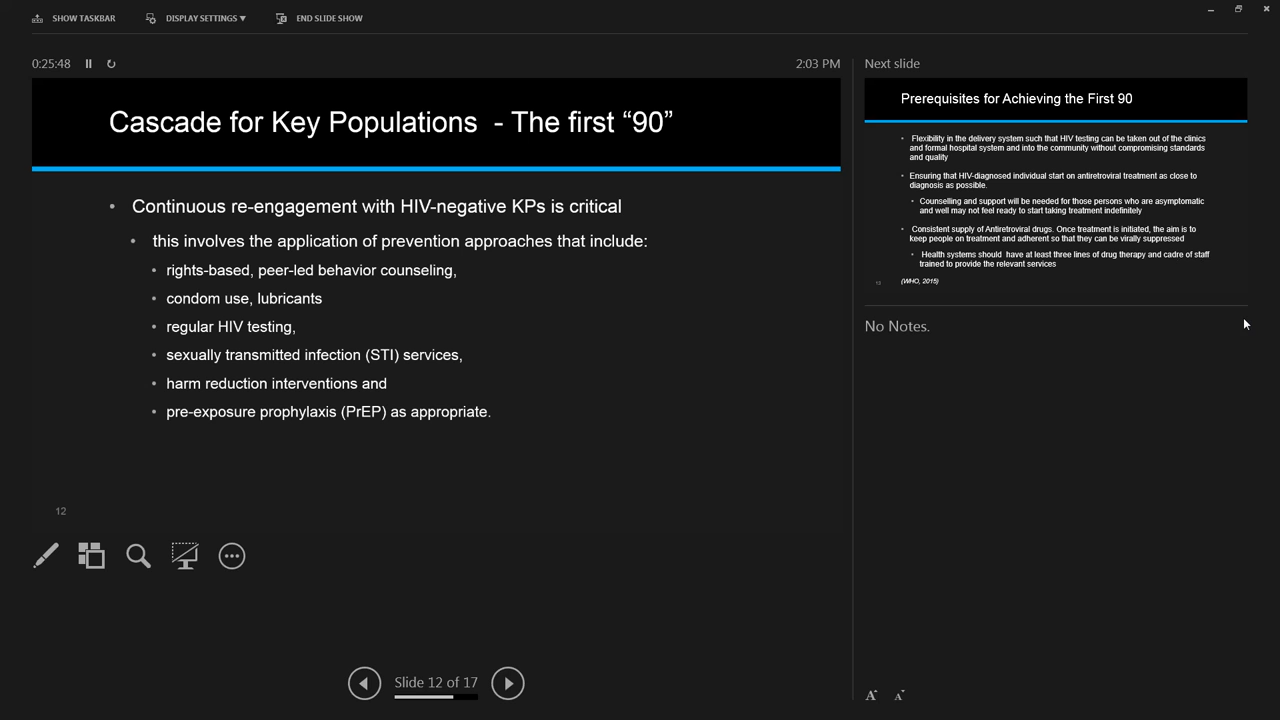 SHOW TASKBAR
DISPLAY SETTINGS ▼
END SLIDE SHOW
0:25:48
2:03 PM
Cascade for Key Populations - The first “90”
• Continuous re-engagement with HIV-negative KPs is critical
• this involves the application of prevention approaches that include:
• rights-based, peer-led behavior counseling,
• condom use, lubricants
• regular HIV testing,
• sexually transmitted infection (STI) services,
• harm reduction interventions and
• pre-exposure prophylaxis (PrEP) as appropriate.
12
Slide 12 of 17
Next slide
Prerequisites for Achieving the First 90
• Flexibility in the delivery system such that HIV testing can be taken out of the clinics
and formal hospital system and into the community without compromising standards
and quality
• Ensuring that HIV-diagnosed individual start on antiretroviral treatment as close to
diagnosis as possible.
• Counselling and support will be needed for those persons who are asymptomatic
and well may not feel ready to start taking treatment indefinitely
• Consistent supply of Antiretroviral drugs. Once treatment is initiated, the aim is to
keep people on treatment and adherent so that they can be virally suppressed
• Health systems should have at least three lines of drug therapy and cadre of staff
trained to provide the relevant services
13
(WHO, 2015)
No Notes.
A
A